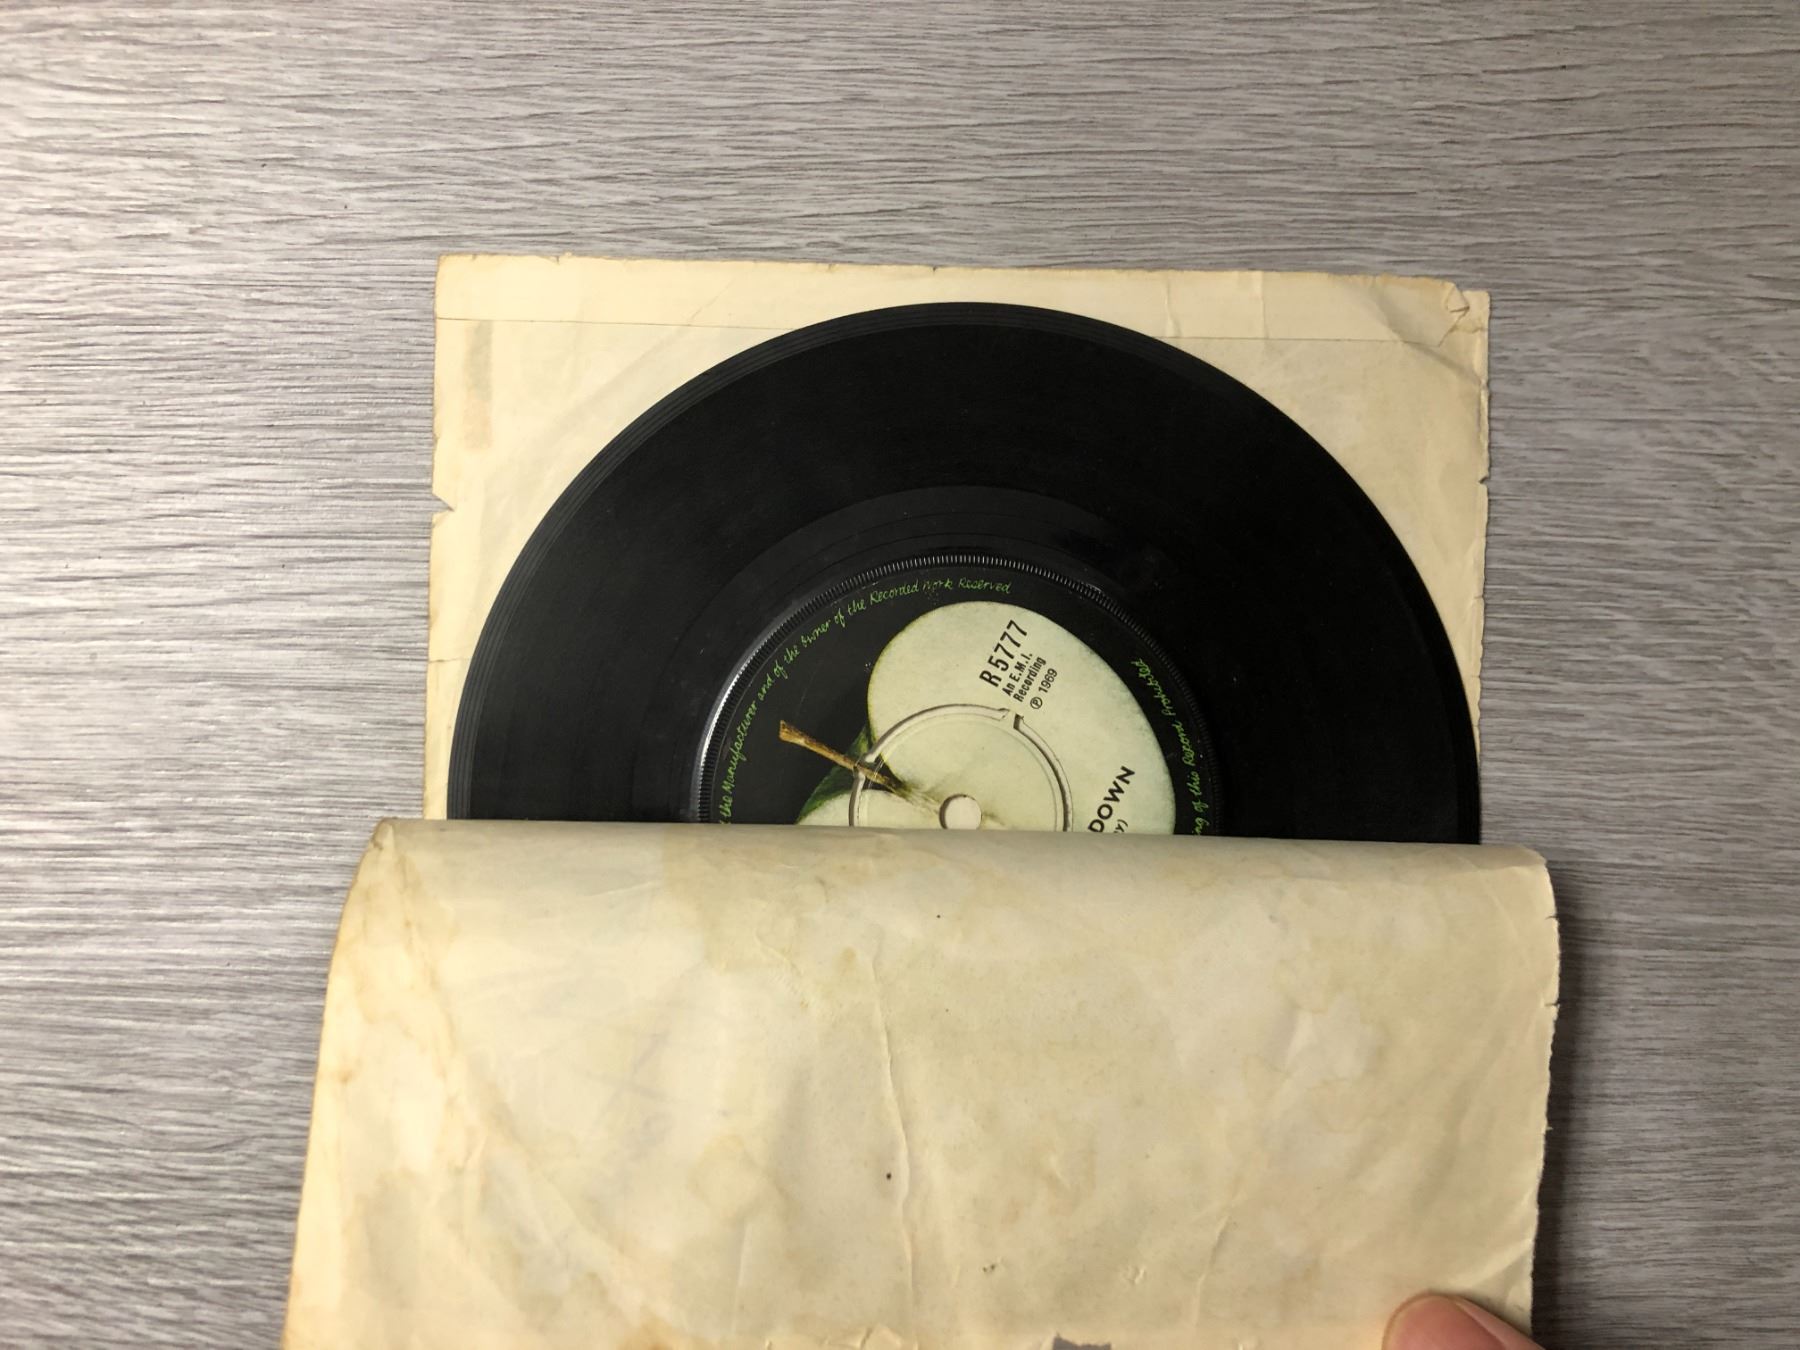 the Manufacturer and of the Owner of the Recorded Work Reserved
R 5777
An E.M.I.
Recording
℗ 1969
DOWN
Y)
ng of this Record Prohibited